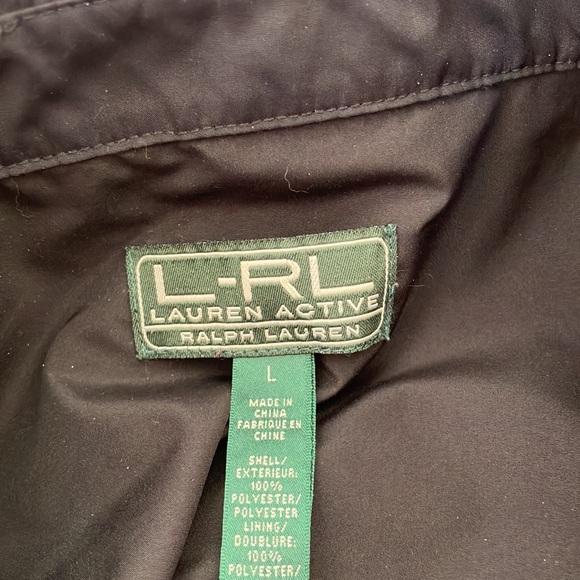 L-RL
LAUREN ACTIVE
RALPH LAUREN
L
MADE IN
CHINA
FABRIQUE EN
CHINE
SHELL/
EXTERIEUR:
100%
POLYESTER/
POLYESTER
LINING/
DOUBLURE:
100%
POLYESTER/